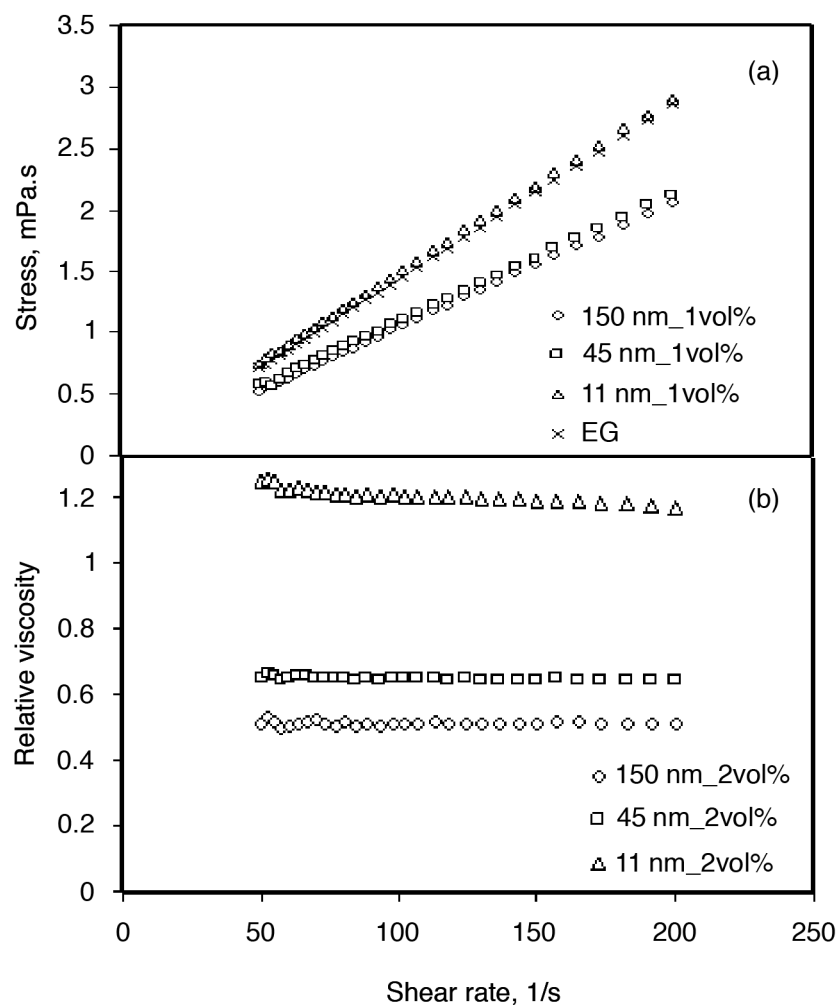 3.5
3
2.5
2
1.5
1
0.5
0
Stress, mPa.s
(a)
150 nm_1vol%
45 nm_1vol%
11 nm_1vol%
EG
1.2
1
0.8
0.6
0.4
0.2
0
Relative viscosity
(b)
150 nm_2vol%
45 nm_2vol%
11 nm_2vol%
0 50 100 150 200 250
Shear rate, 1/s